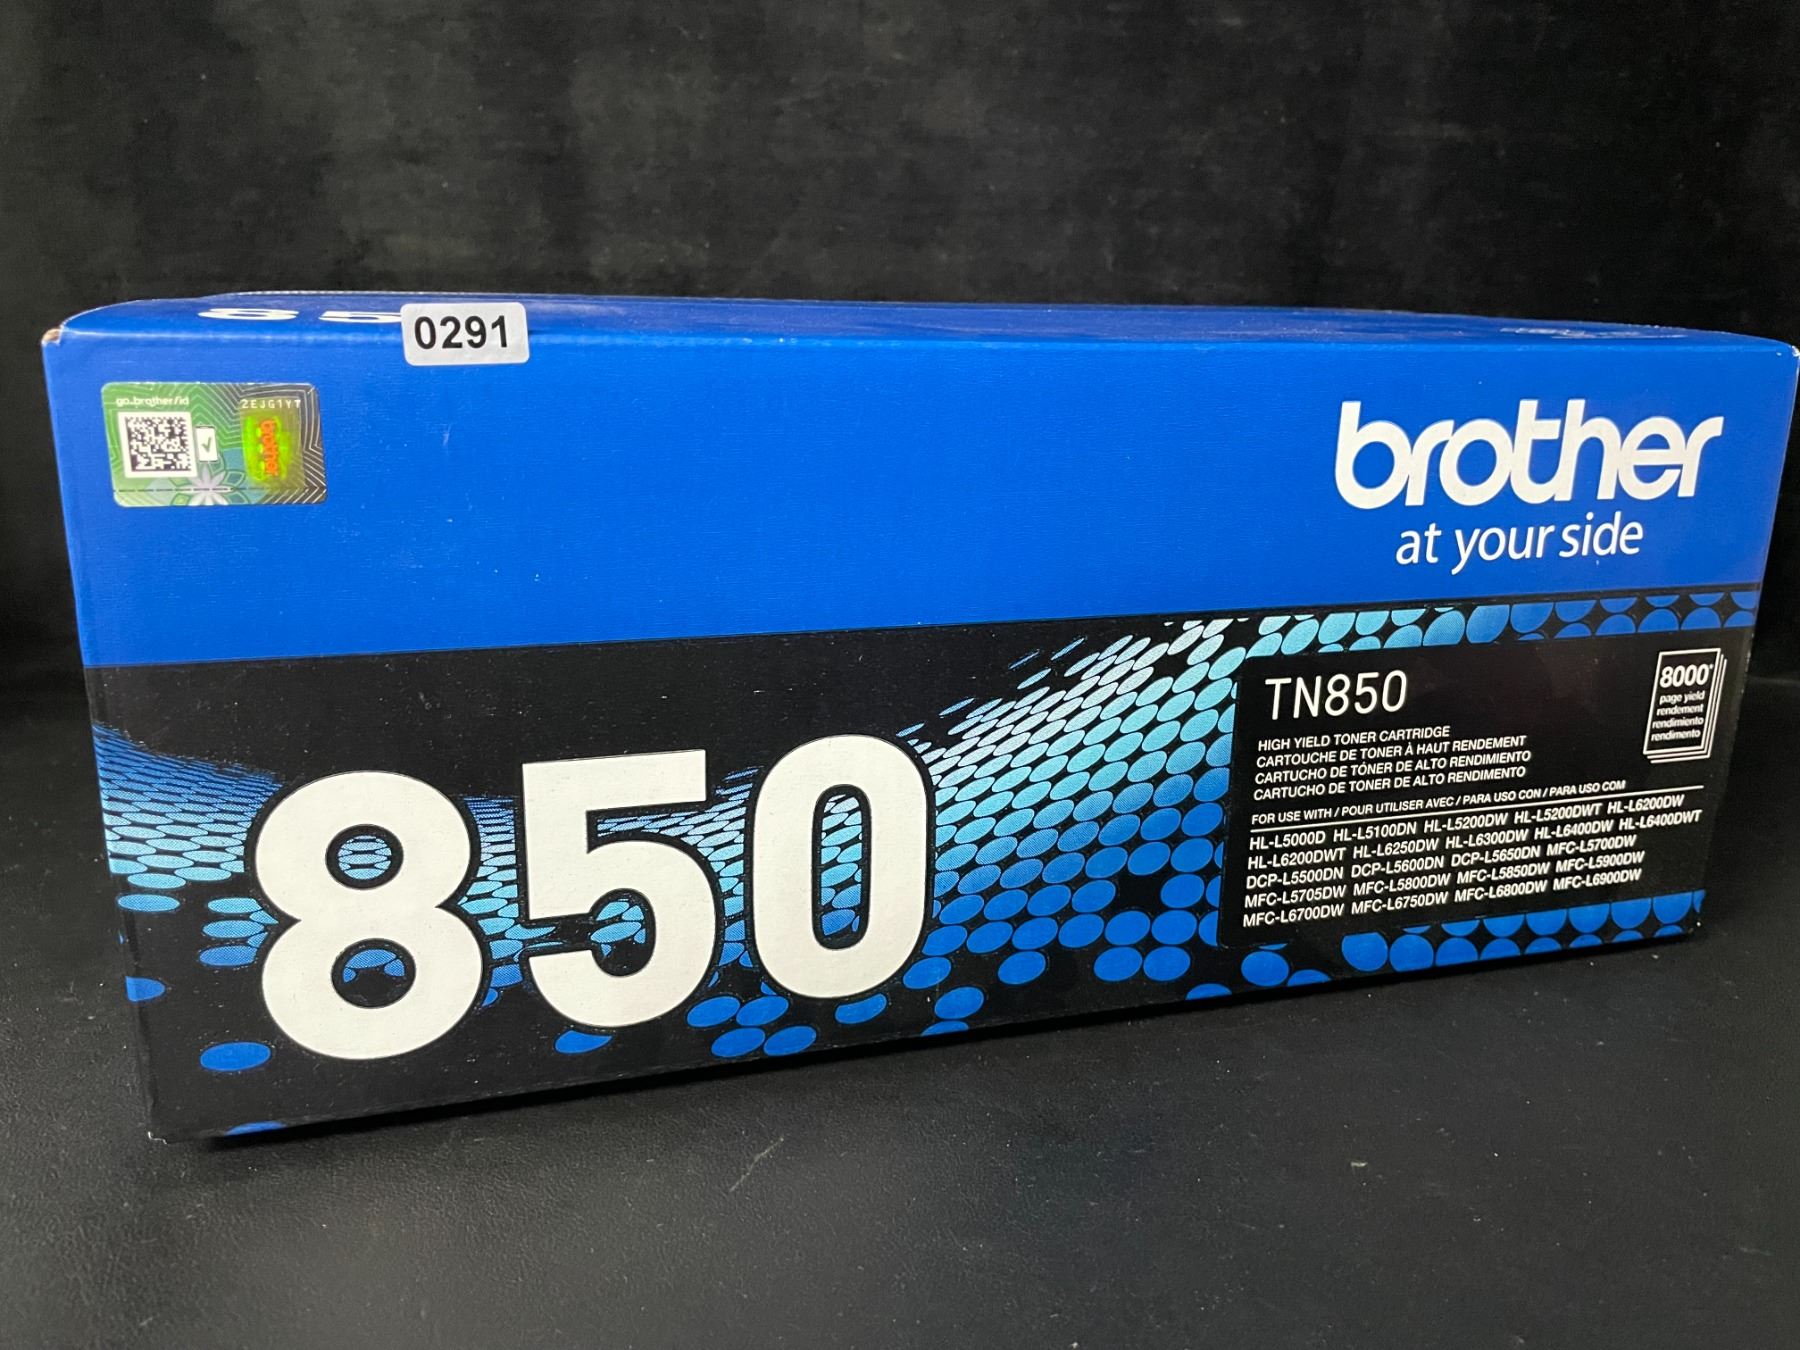 85
0291
go.brother/id
2EJG1YT
brother
brother
at your side
850
TN850
HIGH YIELD TONER CARTRIDGE
CARTOUCHE DE TONER À HAUT RENDEMENT
CARTUCHO DE TÓNER DE ALTO RENDIMIENTO
CARTUCHO DE TONER DE ALTO RENDIMENTO
8000*
page yield
rendement
rendimiento
rendimento
FOR USE WITH / POUR UTILISER AVEC / PARA USO CON / PARA USO COM
HL-L5000D HL-L5100DN HL-L5200DW HL-L5200DWT HL-L6200DW
HL-L6200DWT HL-L6250DW HL-L6300DW HL-L6400DW HL-L6400DWT
DCP-L5500DN DCP-L5600DN DCP-L5650DN MFC-L5700DW
MFC-L5705DW MFC-L5800DW MFC-L5850DW MFC-L5900DW
MFC-L6700DW MFC-L6750DW MFC-L6800DW MFC-L6900DW